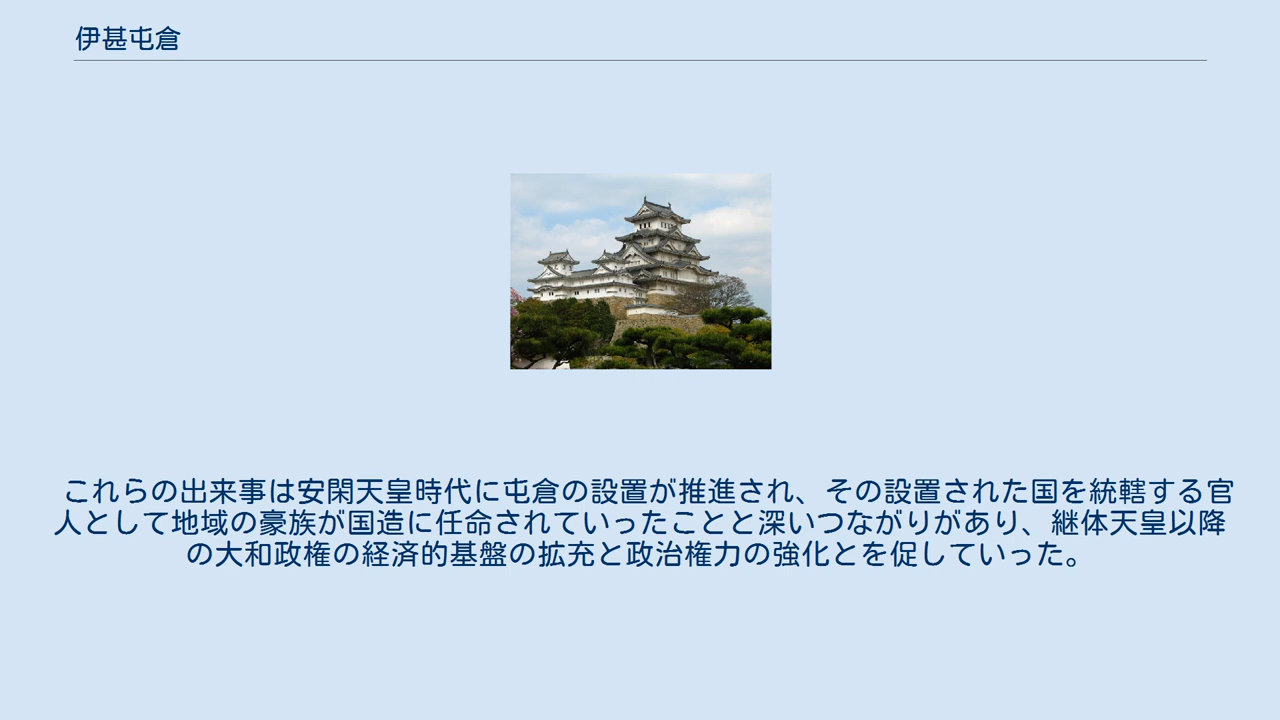 伊甚屯倉
これらの出来事は安閑天皇時代に屯倉の設置が推進され、その設置された国を統轄する官
人として地域の豪族が国造に任命されていったことと深いつながりがあり、継体天皇以降
の大和政権の経済的基盤の拡充と政治権力の強化とを促していった。